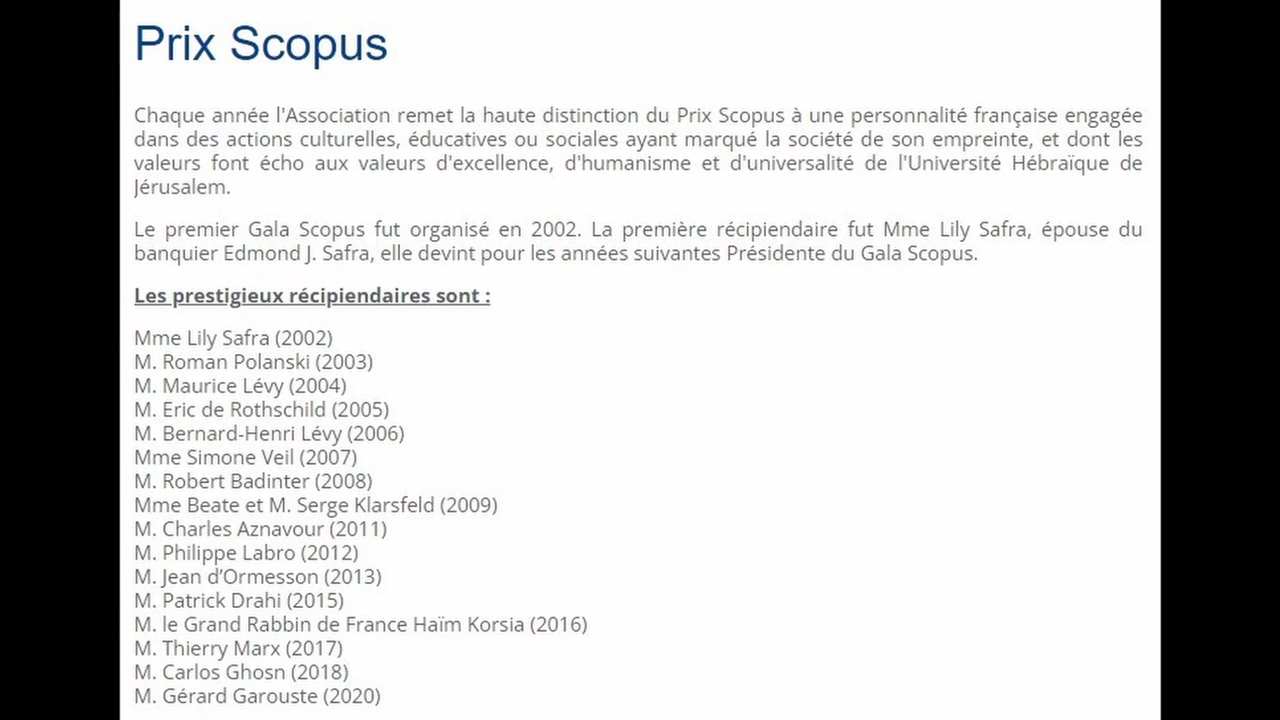 Prix Scopus
Chaque année l'Association remet la haute distinction du Prix Scopus à une personnalité française engagée
dans des actions culturelles, éducatives ou sociales ayant marqué la société de son empreinte, et dont les
valeurs font écho aux valeurs d'excellence, d'humanisme et d'universalité de l'Université Hébraïque de
Jérusalem.
Le premier Gala Scopus fut organisé en 2002. La première récipiendaire fut Mme Lily Safra, épouse du
banquier Edmond J. Safra, elle devint pour les années suivantes Présidente du Gala Scopus.
Les prestigieux récipiendaires sont :
Mme Lily Safra (2002)
M. Roman Polanski (2003)
M. Maurice Lévy (2004)
M. Eric de Rothschild (2005)
M. Bernard-Henri Lévy (2006)
Mme Simone Veil (2007)
M. Robert Badinter (2008)
Mme Beate et M. Serge Klarsfeld (2009)
M. Charles Aznavour (2011)
M. Philippe Labro (2012)
M. Jean d’Ormesson (2013)
M. Patrick Drahi (2015)
M. le Grand Rabbin de France Haïm Korsia (2016)
M. Thierry Marx (2017)
M. Carlos Ghosn (2018)
M. Gérard Garouste (2020)